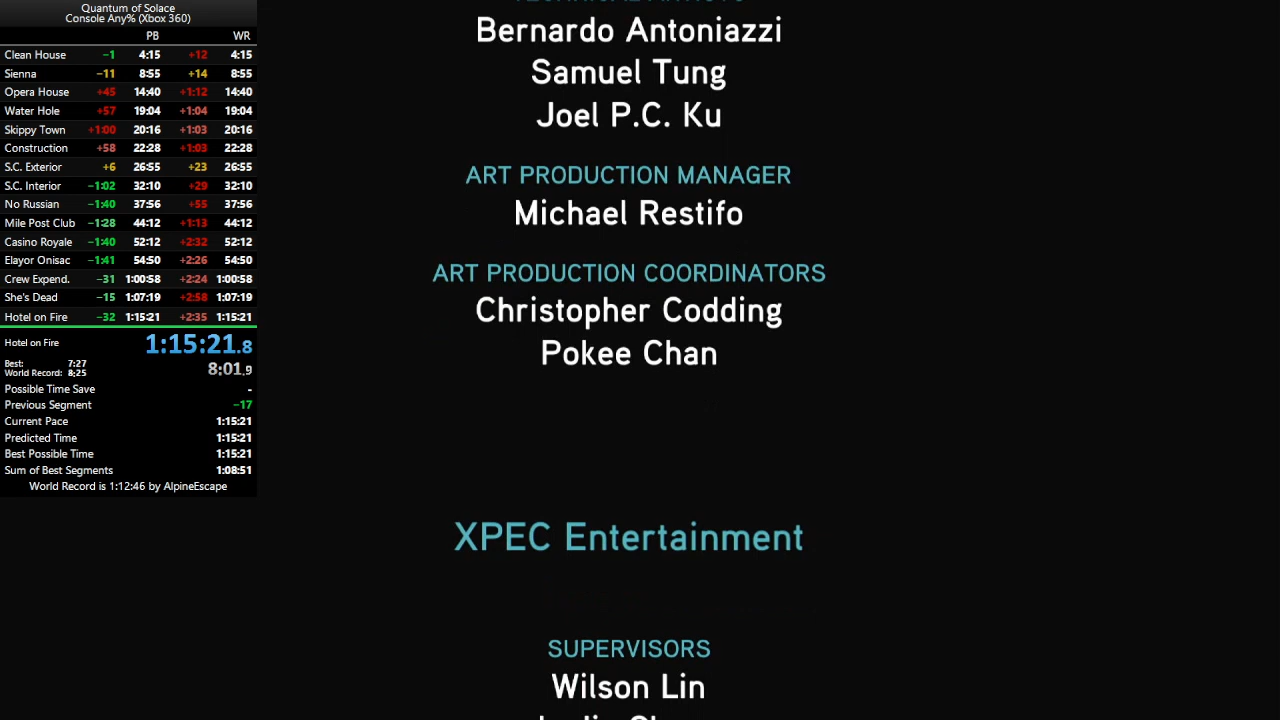 Quantum of Solace
Console Any% (Xbox 360)
PB WR
Clean House −1 4:15 +12 4:15
Sienna −11 8:55 +14 8:55
Opera House +45 14:40 +1:12 14:40
Water Hole +57 19:04 +1:04 19:04
Skippy Town +1:00 20:16 +1:03 20:16
Construction +58 22:28 +1:03 22:28
S.C. Exterior +6 26:55 +23 26:55
S.C. Interior −1:02 32:10 +29 32:10
No Russian −1:40 37:56 +55 37:56
Mile Post Club −1:28 44:12 +1:13 44:12
Casino Royale −1:40 52:12 +2:32 52:12
Elayor Onisac −1:41 54:50 +2:26 54:50
Crew Expend. −31 1:00:58 +2:24 1:00:58
She's Dead −15 1:07:19 +2:58 1:07:19
Hotel on Fire −32 1:15:21 +2:35 1:15:21
Hotel on Fire 1:15:21.8
Best: 7:27
World Record: 8:25 8:01.9
Possible Time Save -
Previous Segment −17
Current Pace 1:15:21
Predicted Time 1:15:21
Best Possible Time 1:15:21
Sum of Best Segments 1:08:51
World Record is 1:12:46 by AlpineEscape
TECHNICAL ARTISTS
Bernardo Antoniazzi
Samuel Tung
Joel P.C. Ku
ART PRODUCTION MANAGER
Michael Restifo
ART PRODUCTION COORDINATORS
Christopher Codding
Pokee Chan
XPEC Entertainment
SUPERVISORS
Wilson Lin